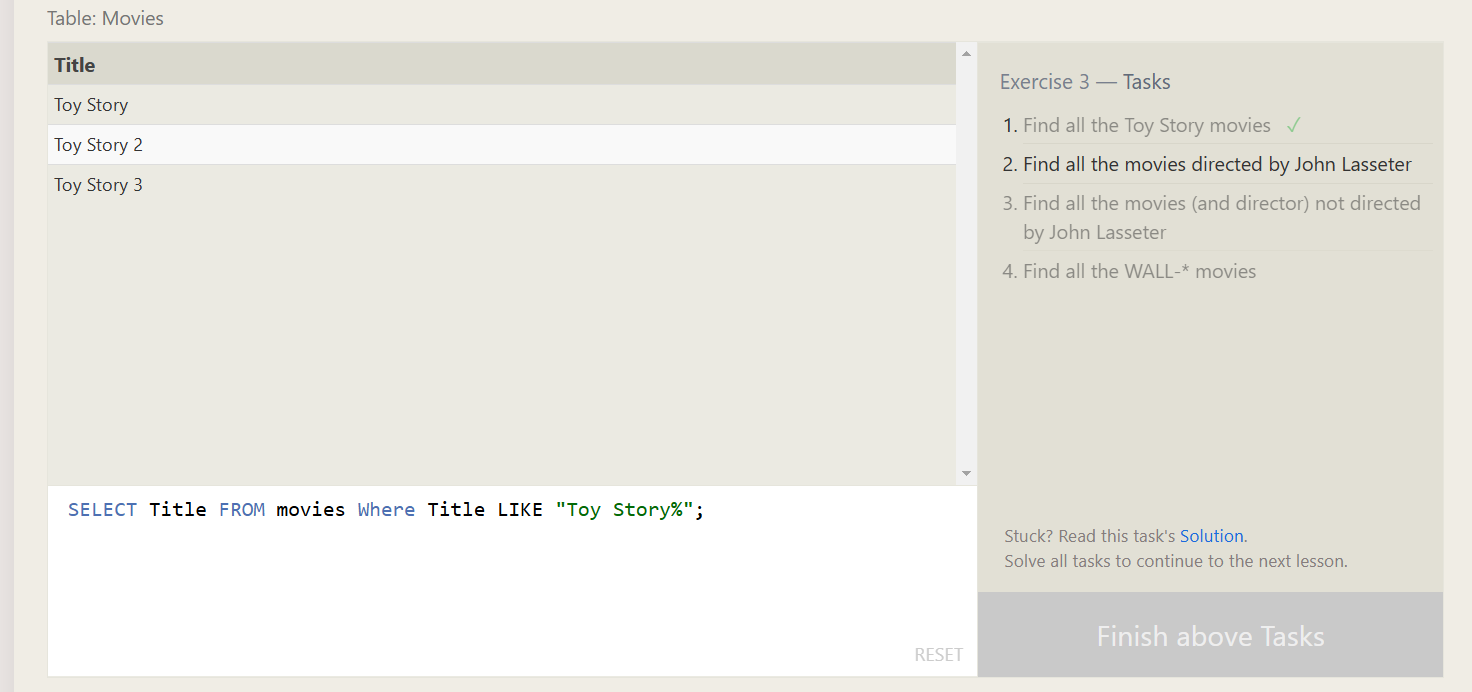 Table: Movies
Title
Toy Story
Toy Story 2
Toy Story 3
SELECT Title FROM movies Where Title LIKE "Toy Story%";
RESET
Exercise 3 — Tasks
1. Find all the Toy Story movies ✓
2. Find all the movies directed by John Lasseter
3. Find all the movies (and director) not directed
by John Lasseter
4. Find all the WALL-* movies
Stuck? Read this task's Solution.
Solve all tasks to continue to the next lesson.
Finish above Tasks